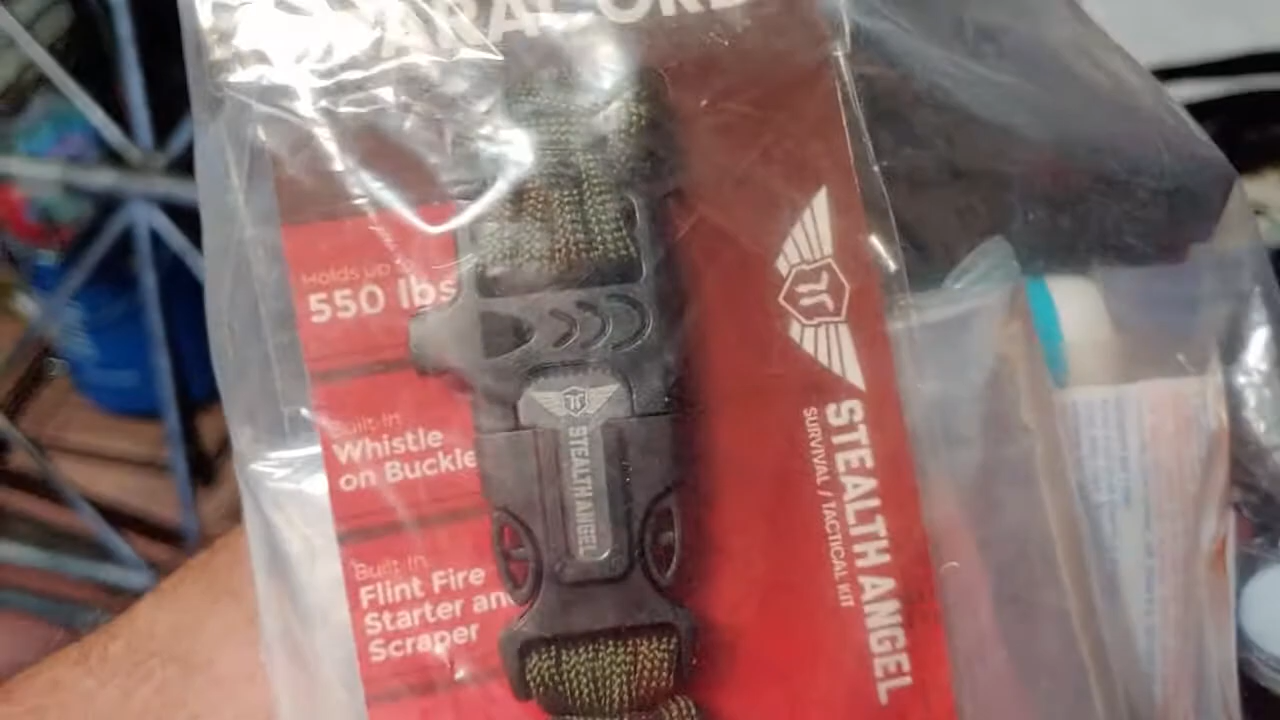 PARACORD
Holds up to
550 lbs
Built-In
Whistle
on Buckle
Built-In
Flint Fire
Starter and
Scraper
STEALTH ANGEL
STEALTH ANGEL
SURVIVAL / TACTICAL KIT